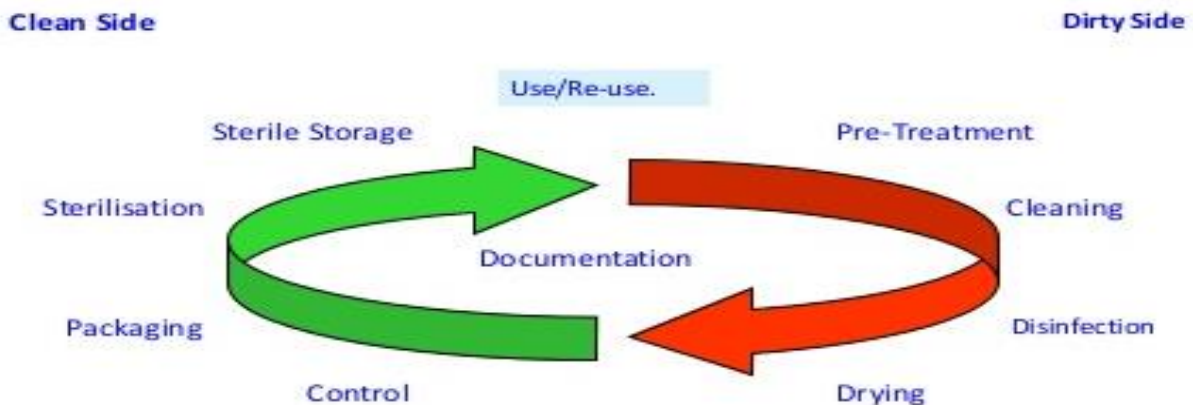 Clean Side
Dirty Side
Use/Re-use.
Sterile Storage
Pre-Treatment
Sterilisation
Cleaning
Documentation
Packaging
Disinfection
Control
Drying